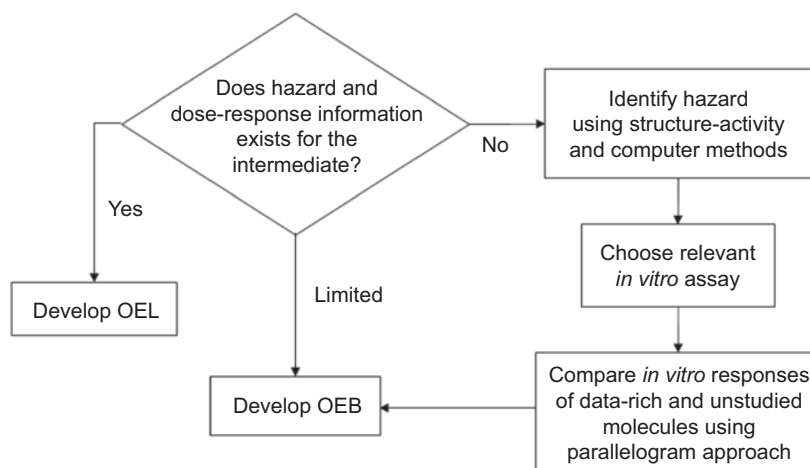 Does hazard and
dose-response information
exists for the
intermediate?
Yes
No
Limited
Develop OEL
Develop OEB
Identify hazard
using structure-activity
and computer methods
Choose relevant
in vitro assay
Compare in vitro responses
of data-rich and unstudied
molecules using
parallelogram approach